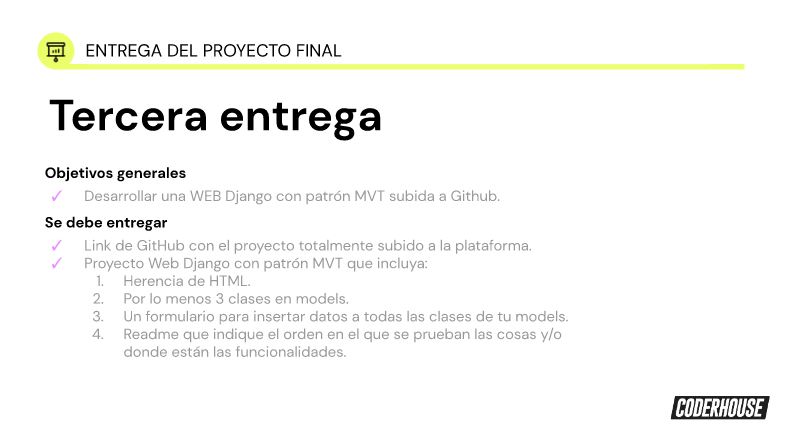 ENTREGA DEL PROYECTO FINAL
Tercera entrega
Objetivos generales
✓ Desarrollar una WEB Django con patrón MVT subida a Github.
Se debe entregar
✓ Link de GitHub con el proyecto totalmente subido a la plataforma.
✓ Proyecto Web Django con patrón MVT que incluya:
1. Herencia de HTML.
2. Por lo menos 3 clases en models.
3. Un formulario para insertar datos a todas las clases de tu models.
4. Readme que indique el orden en el que se prueban las cosas y/o
donde están las funcionalidades.
CODERHOUSE